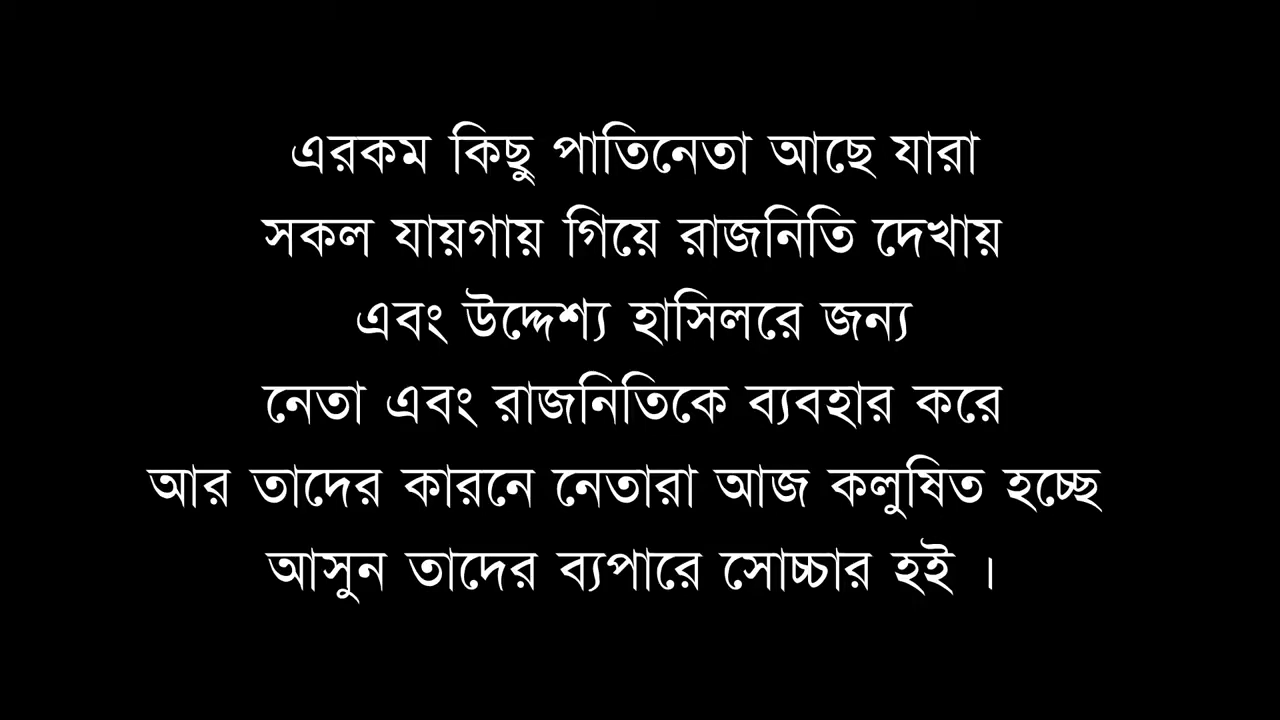 এরকম কিছু পাতিনেতা আছে যারা
সকল যায়গায় গিয়ে রাজনিতি দেখায়
এবং উদ্দেশ্য হাসিলরে জন্য
নেতা এবং রাজনিতিকে ব্যবহার করে
আর তাদের কারনে নেতারা আজ কলুষিত হচ্ছে
আসুন তাদের ব্যপারে সোচ্চার হই ।